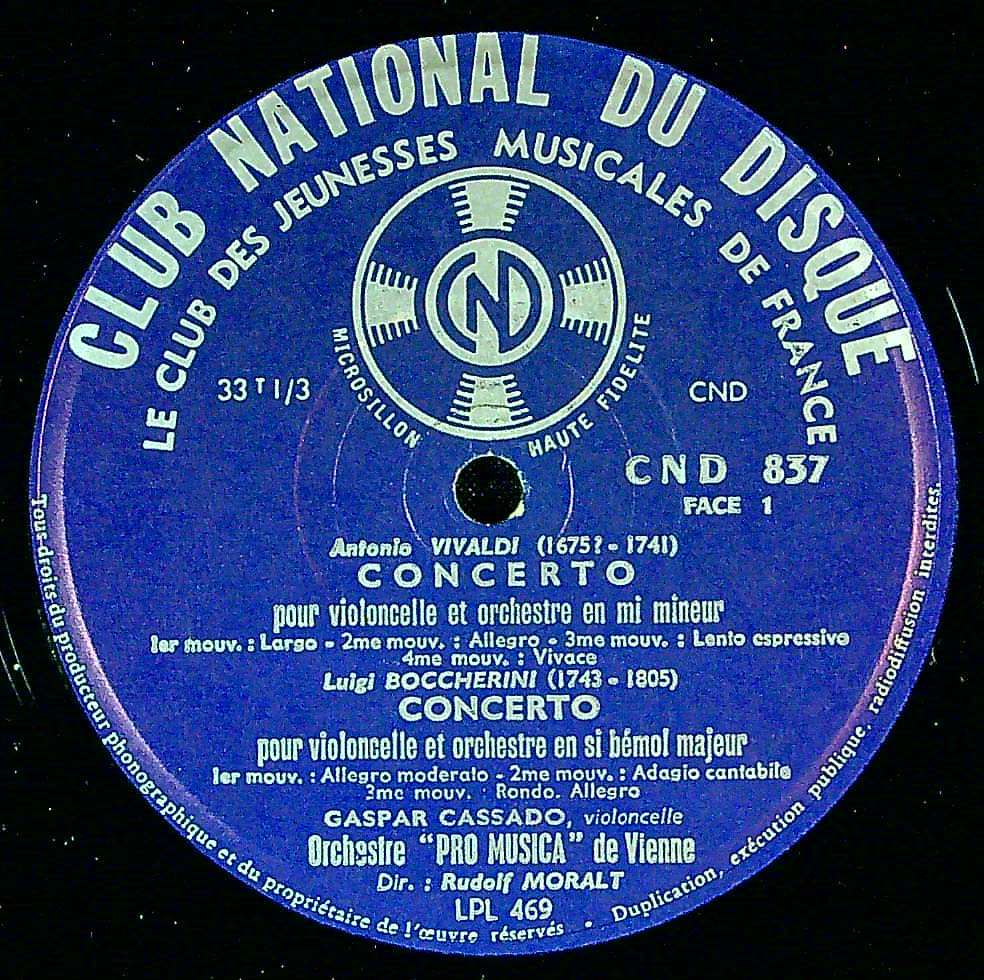 CLUB NATIONAL DU DISQUE
LE CLUB DES JEUNESSES MUSICALES DE FRANCE
CND
MICROSILLON HAUTE FIDELITE
33 T 1/3
CND
CND 837
FACE 1
Antonio VIVALDI (1675? - 1741)
CONCERTO
pour violoncelle et orchestre en mi mineur
1er mouv. : Largo - 2me mouv. : Allegro - 3me mouv. : Lento espressivo
4me mouv. : Vivace
Luigi BOCCHERINI (1743 - 1805)
CONCERTO
pour violoncelle et orchestre en si bémol majeur
1er mouv. : Allegro moderato - 2me mouv. : Adagio cantabile
3me mouv. : Rondo. Allegro
GASPAR CASSADO, violoncelle
Orchestre "PRO MUSICA" de Vienne
Dir. : Rudolf MORALT
LPL 469
Tous droits du producteur phonographique et du propriétaire de l'œuvre réservés - Duplication, exécution publique, radiodiffusion interdites.